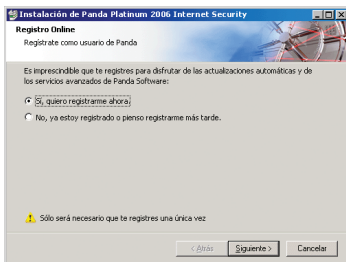 Instalación de Panda Platinum 2006 Internet Security
Registro Online
Regístrate como usuario de Panda
Es imprescindible que te registres para disfrutar de las actualizaciones automáticas y de
los servicios avanzados de Panda Software:
Sí, quiero registrarme ahora.
No, ya estoy registrado o pienso registrarme más tarde.
Sólo será necesario que te registres una única vez
< Atrás
Siguiente >
Cancelar